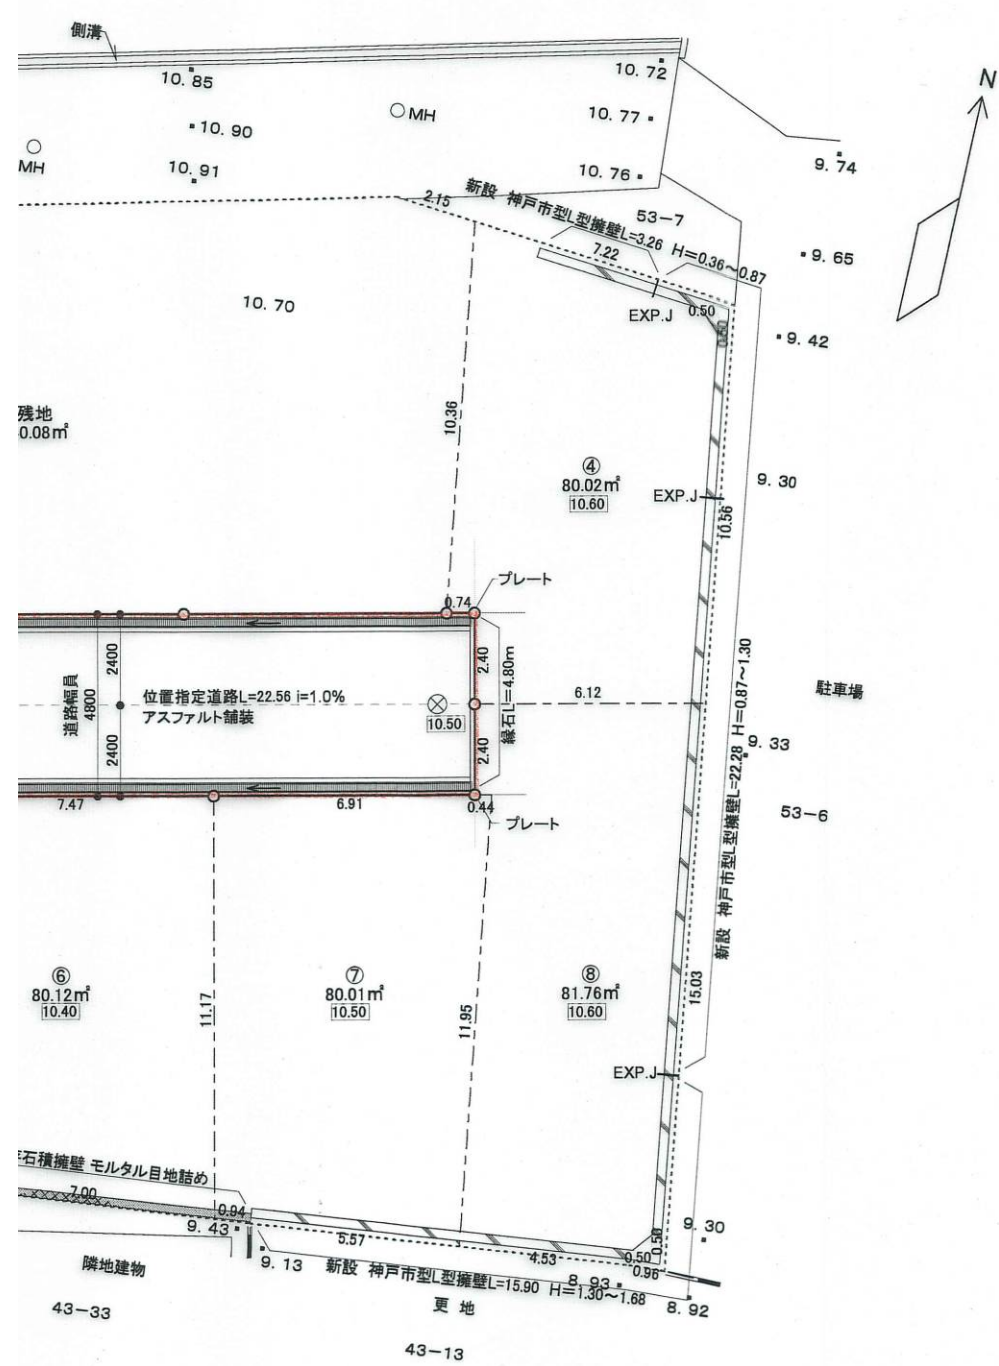 側溝
10.85
10.72
N
MH
10.77
10.90
MH
10.91
10.76
9.74
新設 神戸市型L型擁壁L=3.26 H=0.36～0.87
2.15
53-7
7.22
9.65
10.70
EXP.J
0.50
0.50
9.42
残地
0.08㎡
10.36
④
80.02㎡
10.60
9.30
EXP.J
10.56
プレート
0.74
道路幅員
4800
2400
2400
位置指定道路L=22.56 i=1.0%
アスファルト舗装
10.50
2.40
2.40
縁石L=4.80m
6.12
駐車場
9.33
新設 神戸市型L型擁壁L=22.28 H=0.87～1.30
53-6
7.47
6.91
0.44
プレート
⑥
80.12㎡
10.40
11.17
⑦
80.01㎡
10.50
11.95
⑧
81.76㎡
10.60
15.03
EXP.J
石積擁壁 モルタル目地詰め
7.00
0.94
9.43
5.57
4.53
0.50
0.50
0.96
9.30
9.13
新設 神戸市型L型擁壁L=15.90 H=1.30～1.68
8.93
8.92
隣地建物
更地
43-33
43-13